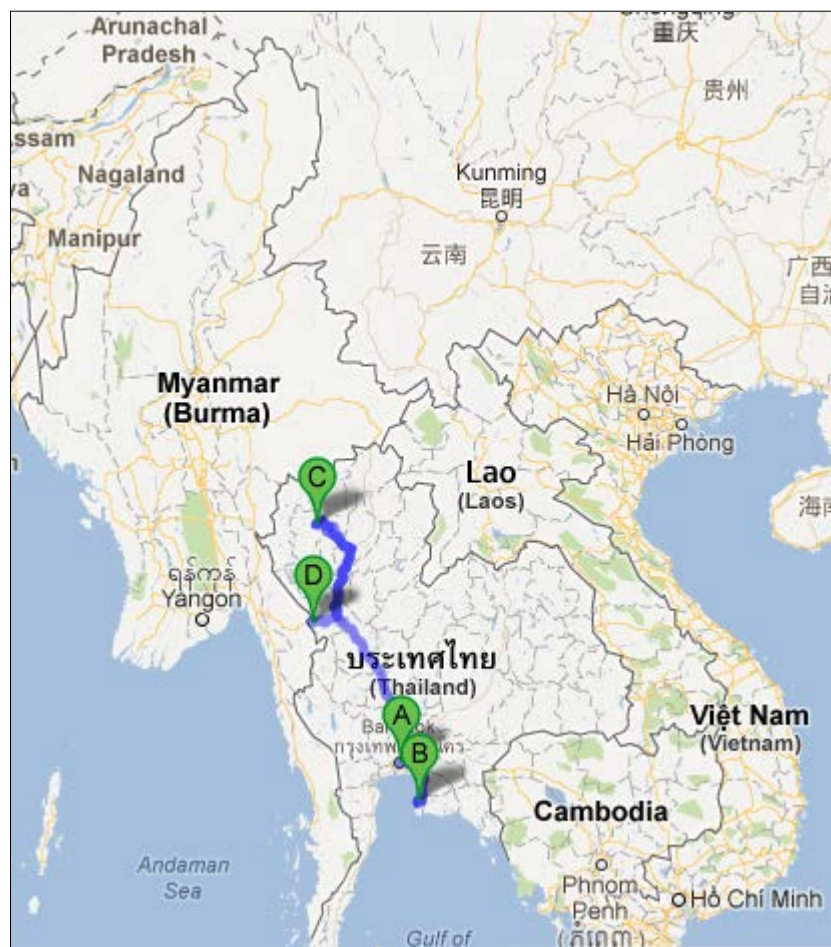 Arunachal
Pradesh
重庆
贵州
ssam
Nagaland
Kunming
昆明
Manipur
云南
广西
Myanmar
(Burma)
Hà Nội
Hải Phòng
Lao
(Laos)
海南
C
D
ရန်ကုန်
Yangon
ประเทศไทย
(Thailand)
A
B
Việt Nam
(Vietnam)
Cambodia
Andaman
Sea
Phnom
Penh
Hồ Chí Minh
Gulf of